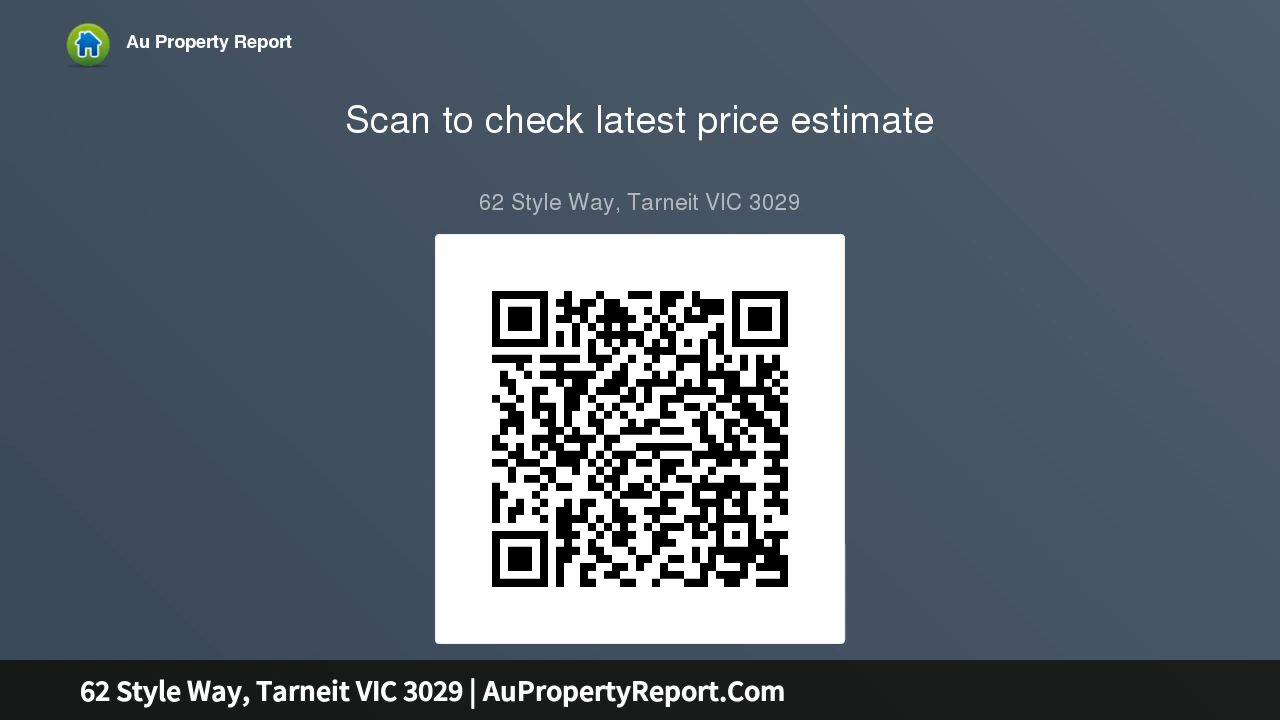 Au Property Report
Scan to check latest price estimate
62 Style Way, Tarneit VIC 3029
62 Style Way, Tarneit VIC 3029 | AuPropertyReport.Com